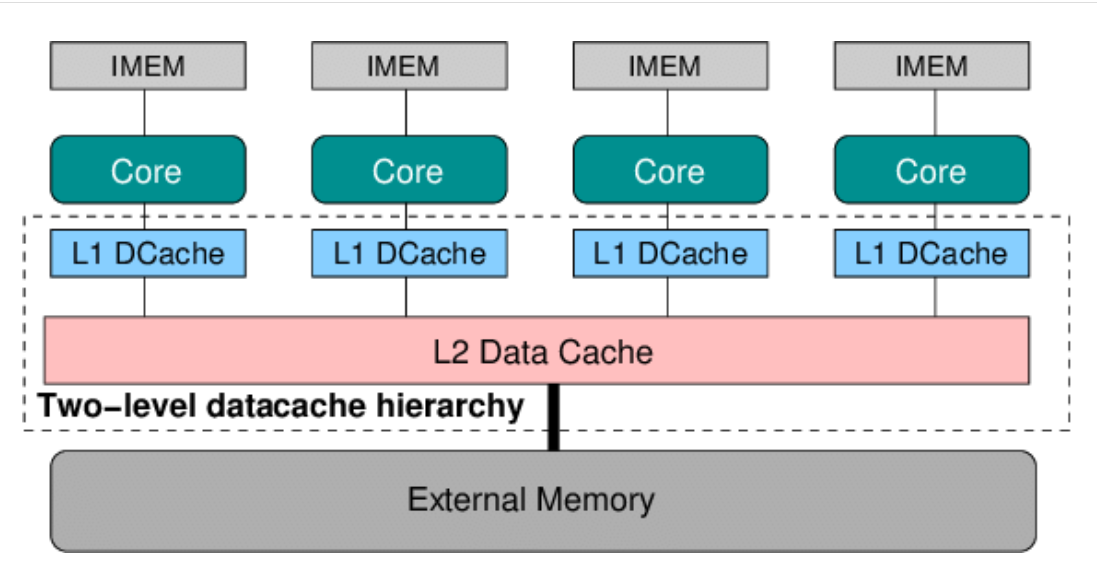 IMEM
IMEM
IMEM
IMEM
Core
Core
Core
Core
L1 DCache
L1 DCache
L1 DCache
L1 DCache
L2 Data Cache
Two−level datacache hierarchy
External Memory